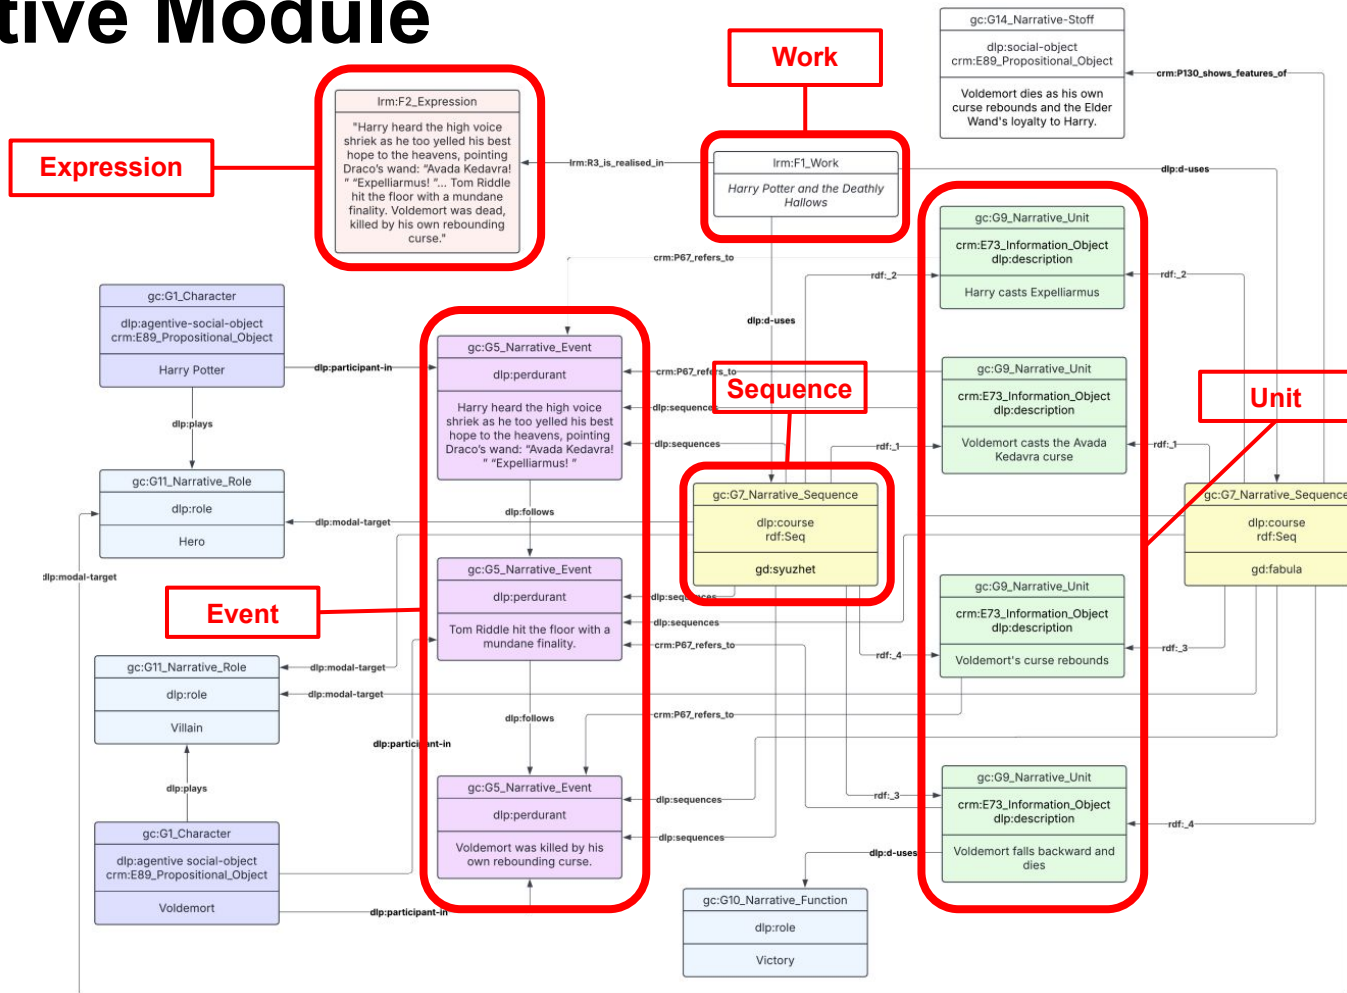 tive Module
gc:G14_Narrative-Stoff
dlp:social-object
crm:E89_Propositional_Object
Voldemort dies as his own
curse rebounds and the Elder
Wand's loyalty to Harry.
crm:P130_shows_features_of
Work
lrm:F2_Expression
"Harry heard the high voice
shriek as he too yelled his best
hope to the heavens, pointing
Draco's wand: "Avada Kedavra!
" "Expelliarmus! "... Tom Riddle
hit the floor with a mundane
finality. Voldemort was dead,
killed by his own rebounding
curse."
Expression
lrm:R3_is_realised_in
lrm:F1_Work
Harry Potter and the Deathly
Hallows
dlp:d-uses
gc:G9_Narrative_Unit
crm:E73_Information_Object
dlp:description
Harry casts Expelliarmus
crm:P67_refers_to
rdf:_2
rdf:_2
dlp:d-uses
gc:G1_Character
dlp:agentive-social-object
crm:E89_Propositional_Object
Harry Potter
dlp:participant-in
gc:G5_Narrative_Event
dlp:perdurant
Harry heard the high voice
shriek as he too yelled his best
hope to the heavens, pointing
Draco's wand: "Avada Kedavra!
" "Expelliarmus! "
crm:P67_refers_to
dlp:sequences
dlp:sequences
Sequence
gc:G9_Narrative_Unit
crm:E73_Information_Object
dlp:description
Voldemort casts the Avada
Kedavra curse
Unit
rdf:_1
rdf:_1
dlp:plays
gc:G11_Narrative_Role
dlp:role
Hero
dlp:modal-target
dlp:follows
gc:G7_Narrative_Sequence
dlp:course
rdf:Seq
gd:syuzhet
gc:G7_Narrative_Sequence
dlp:course
rdf:Seq
gd:fabula
dlp:modal-target
Event
gc:G5_Narrative_Event
dlp:perdurant
Tom Riddle hit the floor with a
mundane finality.
dlp:sequences
dlp:sequences
crm:P67_refers_to
gc:G9_Narrative_Unit
crm:E73_Information_Object
dlp:description
Voldemort's curse rebounds
rdf:_4
rdf:_3
gc:G11_Narrative_Role
dlp:role
Villain
dlp:modal-target
dlp:modal-target
dlp:follows
crm:P67_refers_to
dlp:participant-in
dlp:plays
gc:G5_Narrative_Event
dlp:perdurant
Voldemort was killed by his
own rebounding curse.
dlp:sequences
dlp:sequences
rdf:_3
gc:G9_Narrative_Unit
crm:E73_Information_Object
dlp:description
Voldemort falls backward and
dies
rdf:_4
dlp:d-uses
gc:G1_Character
dlp:agentive social-object
crm:E89_Propositional_Object
Voldemort
dlp:participant-in
gc:G10_Narrative_Function
dlp:role
Victory